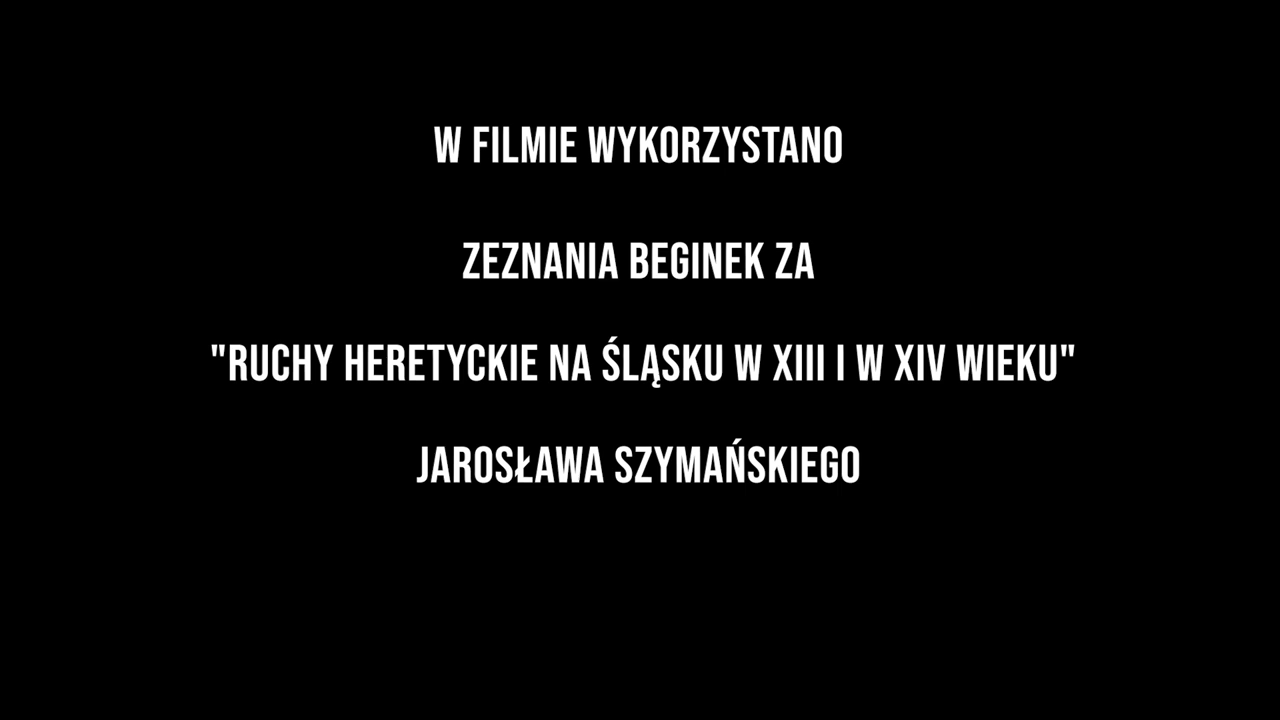 W FILMIE WYKORZYSTANO
ZEZNANIA BEGINEK ZA
"RUCHY HERETYCKIE NA ŚLĄSKU W XIII I W XIV WIEKU"
JAROSŁAWA SZYMAŃSKIEGO